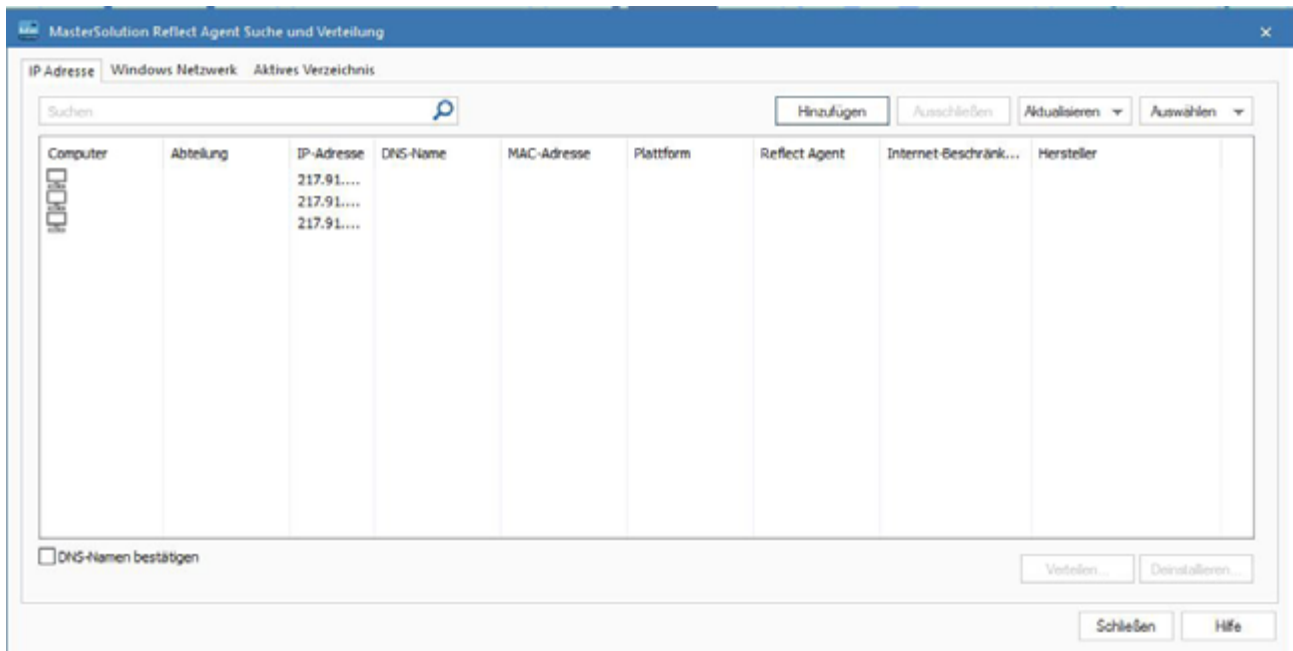 MasterSolution Reflect Agent Suche und Verteilung
IP Adresse Windows Netzwerk Aktives Verzeichnis
Suchen Hinzufügen Ausschließen Aktualisieren Auswählen
Computer Abteilung IP-Adresse DNS-Name MAC-Adresse Plattform Reflect Agent Internet-Beschränk... Hersteller
217.91....
217.91....
217.91....
DNS-Namen bestätigen
Verteilen... Deinstallieren...
Schließen Hilfe